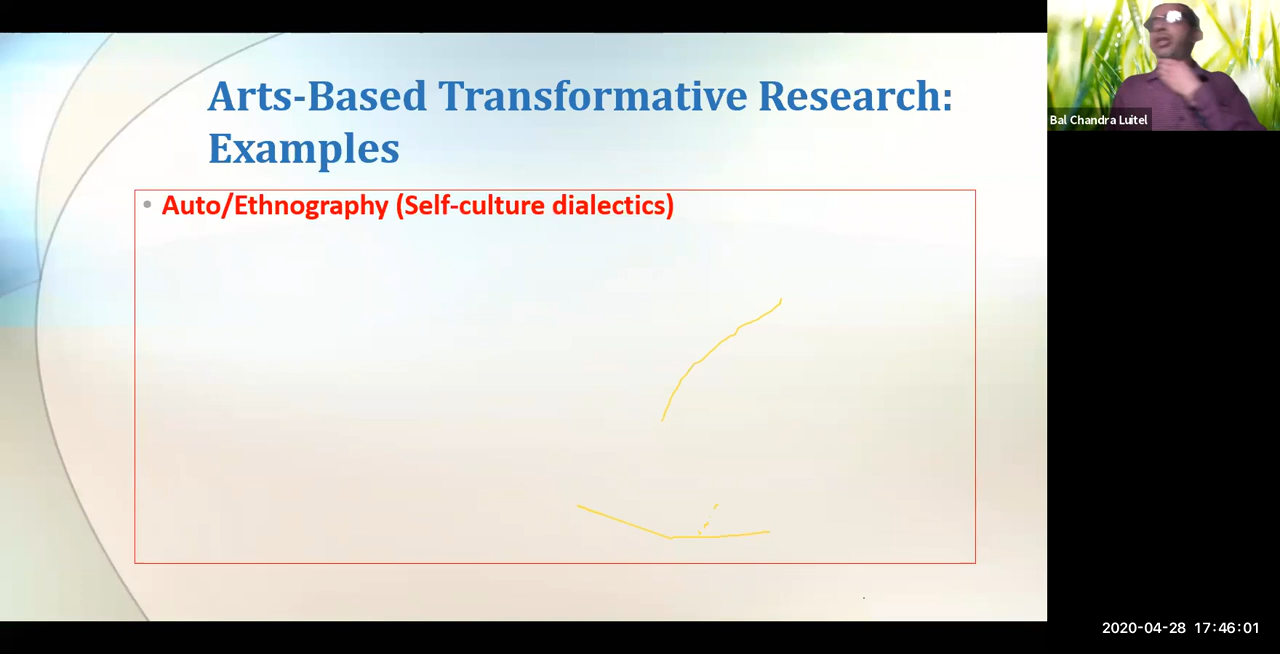 Arts-Based Transformative Research:
Examples
• Auto/Ethnography (Self-culture dialectics)
Bal Chandra Luitel
2020-04-28 17:46:01